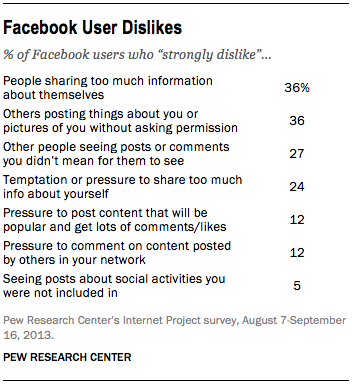 Facebook User Dislikes
% of Facebook users who “strongly dislike”...
People sharing too much information
about themselves
36%
Others posting things about you or
pictures of you without asking permission
36
Other people seeing posts or comments
you didn't mean for them to see
27
Temptation or pressure to share too much
info about yourself
24
Pressure to post content that will be
popular and get lots of comments/likes
12
Pressure to comment on content posted
by others in your network
12
Seeing posts about social activities you
were not included in
5
Pew Research Center's Internet Project survey, August 7-September
16, 2013.
PEW RESEARCH CENTER